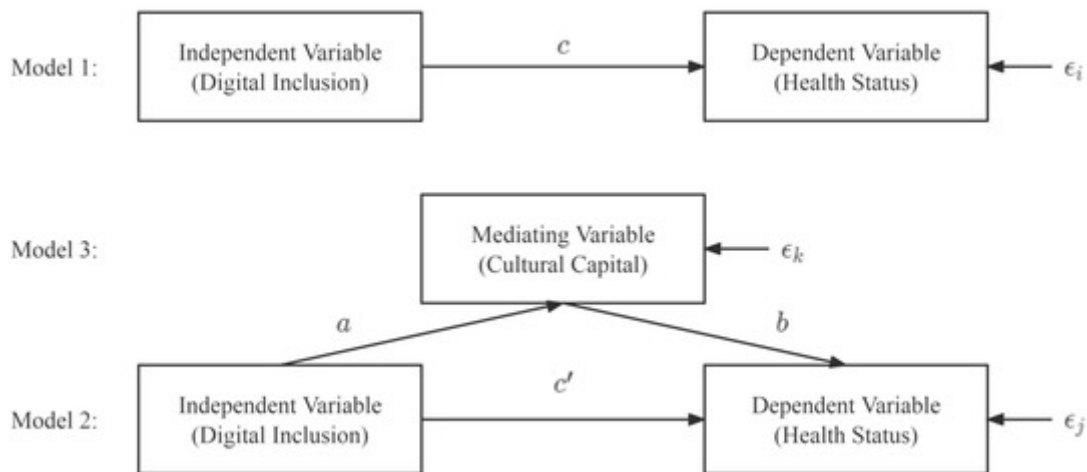 Model 1:
Independent Variable
(Digital Inclusion)
c
Dependent Variable
(Health Status)
ϵi
Model 3:
Mediating Variable
(Cultural Capital)
ϵk
a
b
Model 2:
Independent Variable
(Digital Inclusion)
c′
Dependent Variable
(Health Status)
ϵj